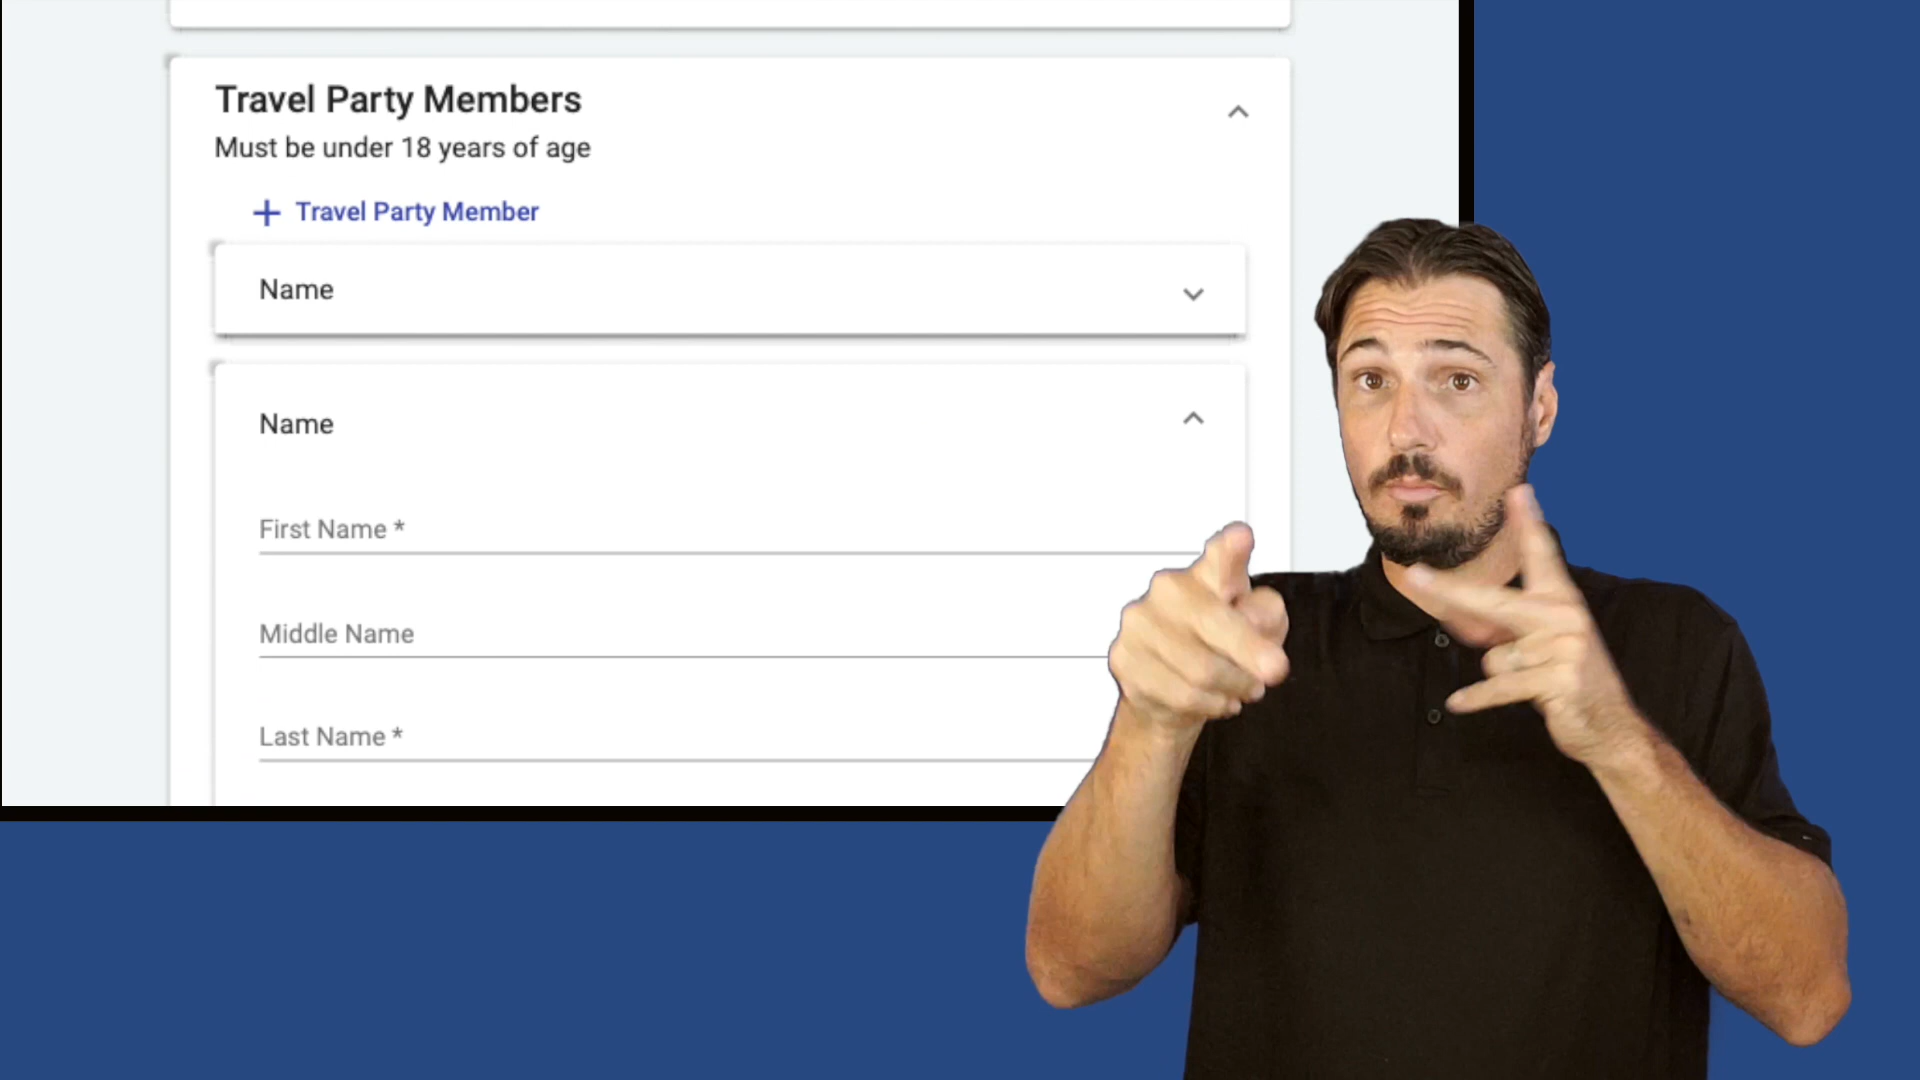 Travel Party Members
Must be under 18 years of age
+ Travel Party Member
Name
Name
First Name *
Middle Name
Last Name *